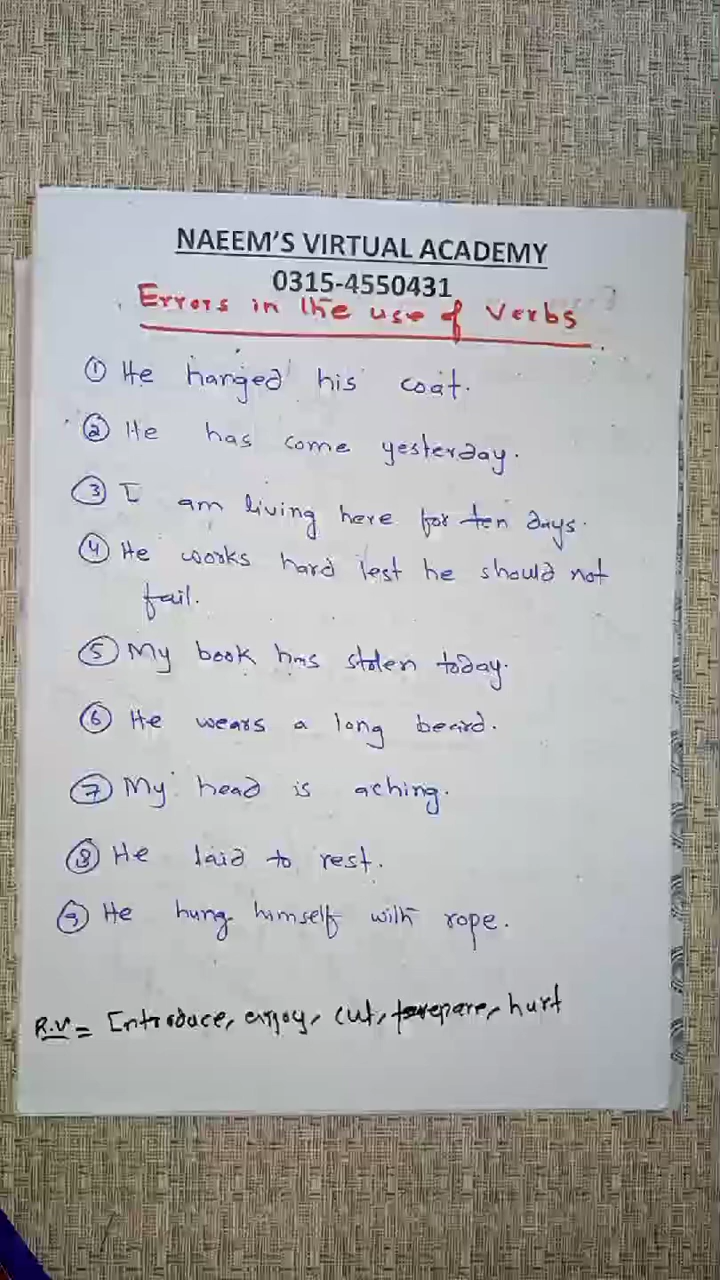 NAEEM'S VIRTUAL ACADEMY
0315-4550431
Errors in the use of Verbs
① He hanged his coat.
② He has come yesterday.
③ I am living here for ten days.
④ He works hard lest he should not
fail.
⑤ My book has stolen today.
⑥ He wears a long beard.
⑦ My head is aching.
⑧ He laid to rest.
⑨ He hung himself with rope.
R.V = Introduce, enjoy, cut, prepare, hurt